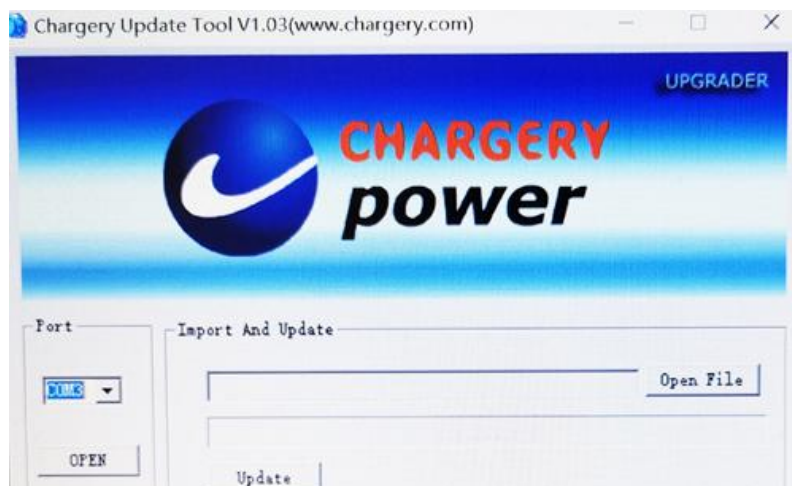 Chargery Update Tool V1.03(www.chargery.com)
UPGRADER
CHARGERY
power
Port
Import And Update
COM3
Open File
OPEN
Update